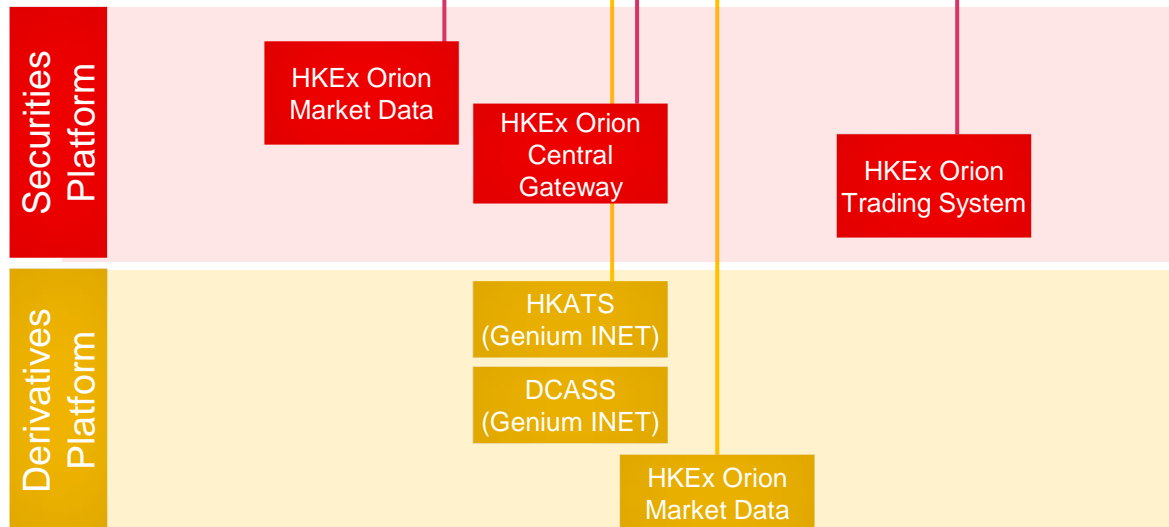 Securities
Platform
HKEx Orion
Market Data
HKEx Orion
Central
Gateway
HKEx Orion
Trading System
Derivatives
Platform
HKATS
(Genium INET)
DCASS
(Genium INET)
HKEx Orion
Market Data